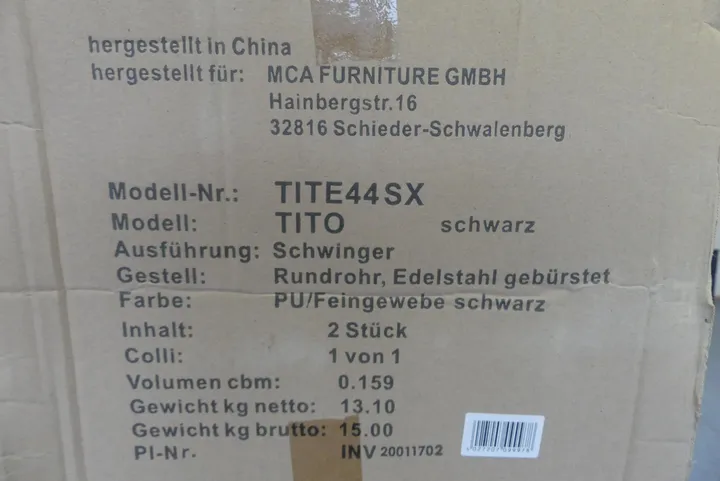 hergestellt in China
hergestellt für: MCA FURNITURE GMBH
Hainbergstr.16
32816 Schieder-Schwalenberg
Modell-Nr.: TITE44SX
Modell: TITO schwarz
Ausführung: Schwinger
Gestell: Rundrohr, Edelstahl gebürstet
Farbe: PU/Feingewebe schwarz
Inhalt: 2 Stück
Colli: 1 von 1
Volumen cbm: 0.159
Gewicht kg netto: 13.10
Gewicht kg brutto: 15.00
PI-Nr. INV 20011702